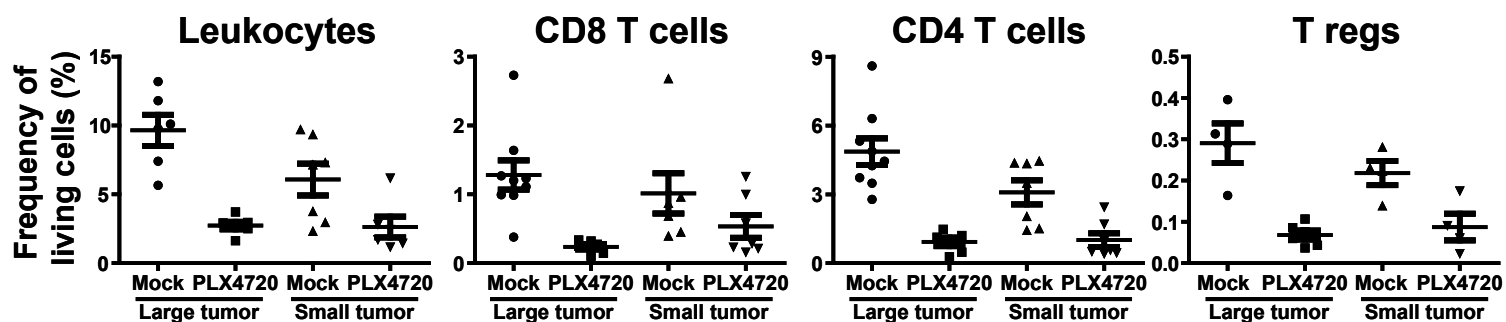 Leukocytes
CD8 T cells
CD4 T cells
T regs
Frequency of
living cells (%)
15
10
5
0
3
2
1
0
9
6
3
0
0.5
0.4
0.3
0.2
0.1
0.0
Mock PLX4720 Mock PLX4720
Large tumor Small tumor
Mock PLX4720 Mock PLX4720
Large tumor Small tumor
Mock PLX4720 Mock PLX4720
Large tumor Small tumor
Mock PLX4720 Mock PLX4720
Large tumor Small tumor